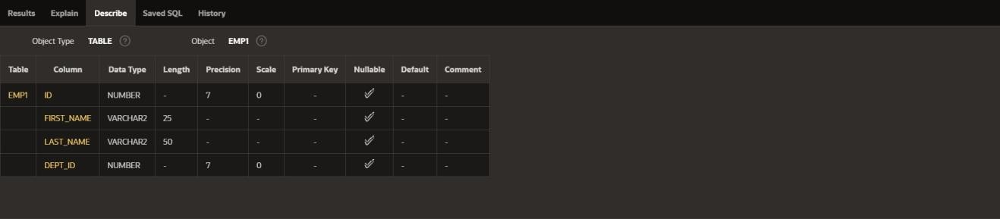 Results Explain Describe Saved SQL History
Object Type TABLE ? Object EMP1 ?
Table Column Data Type Length Precision Scale Primary Key Nullable Default Comment
EMP1 ID NUMBER - 7 0 - - -
FIRST_NAME VARCHAR2 25 - - - - -
LAST_NAME VARCHAR2 50 - - - - -
DEPT_ID NUMBER - 7 0 - - -